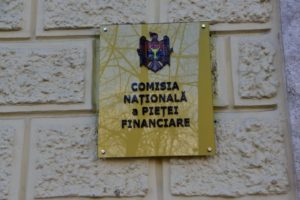 COMISIA
NAȚIONALĂ
a PIEȚEI
FINANCIARE